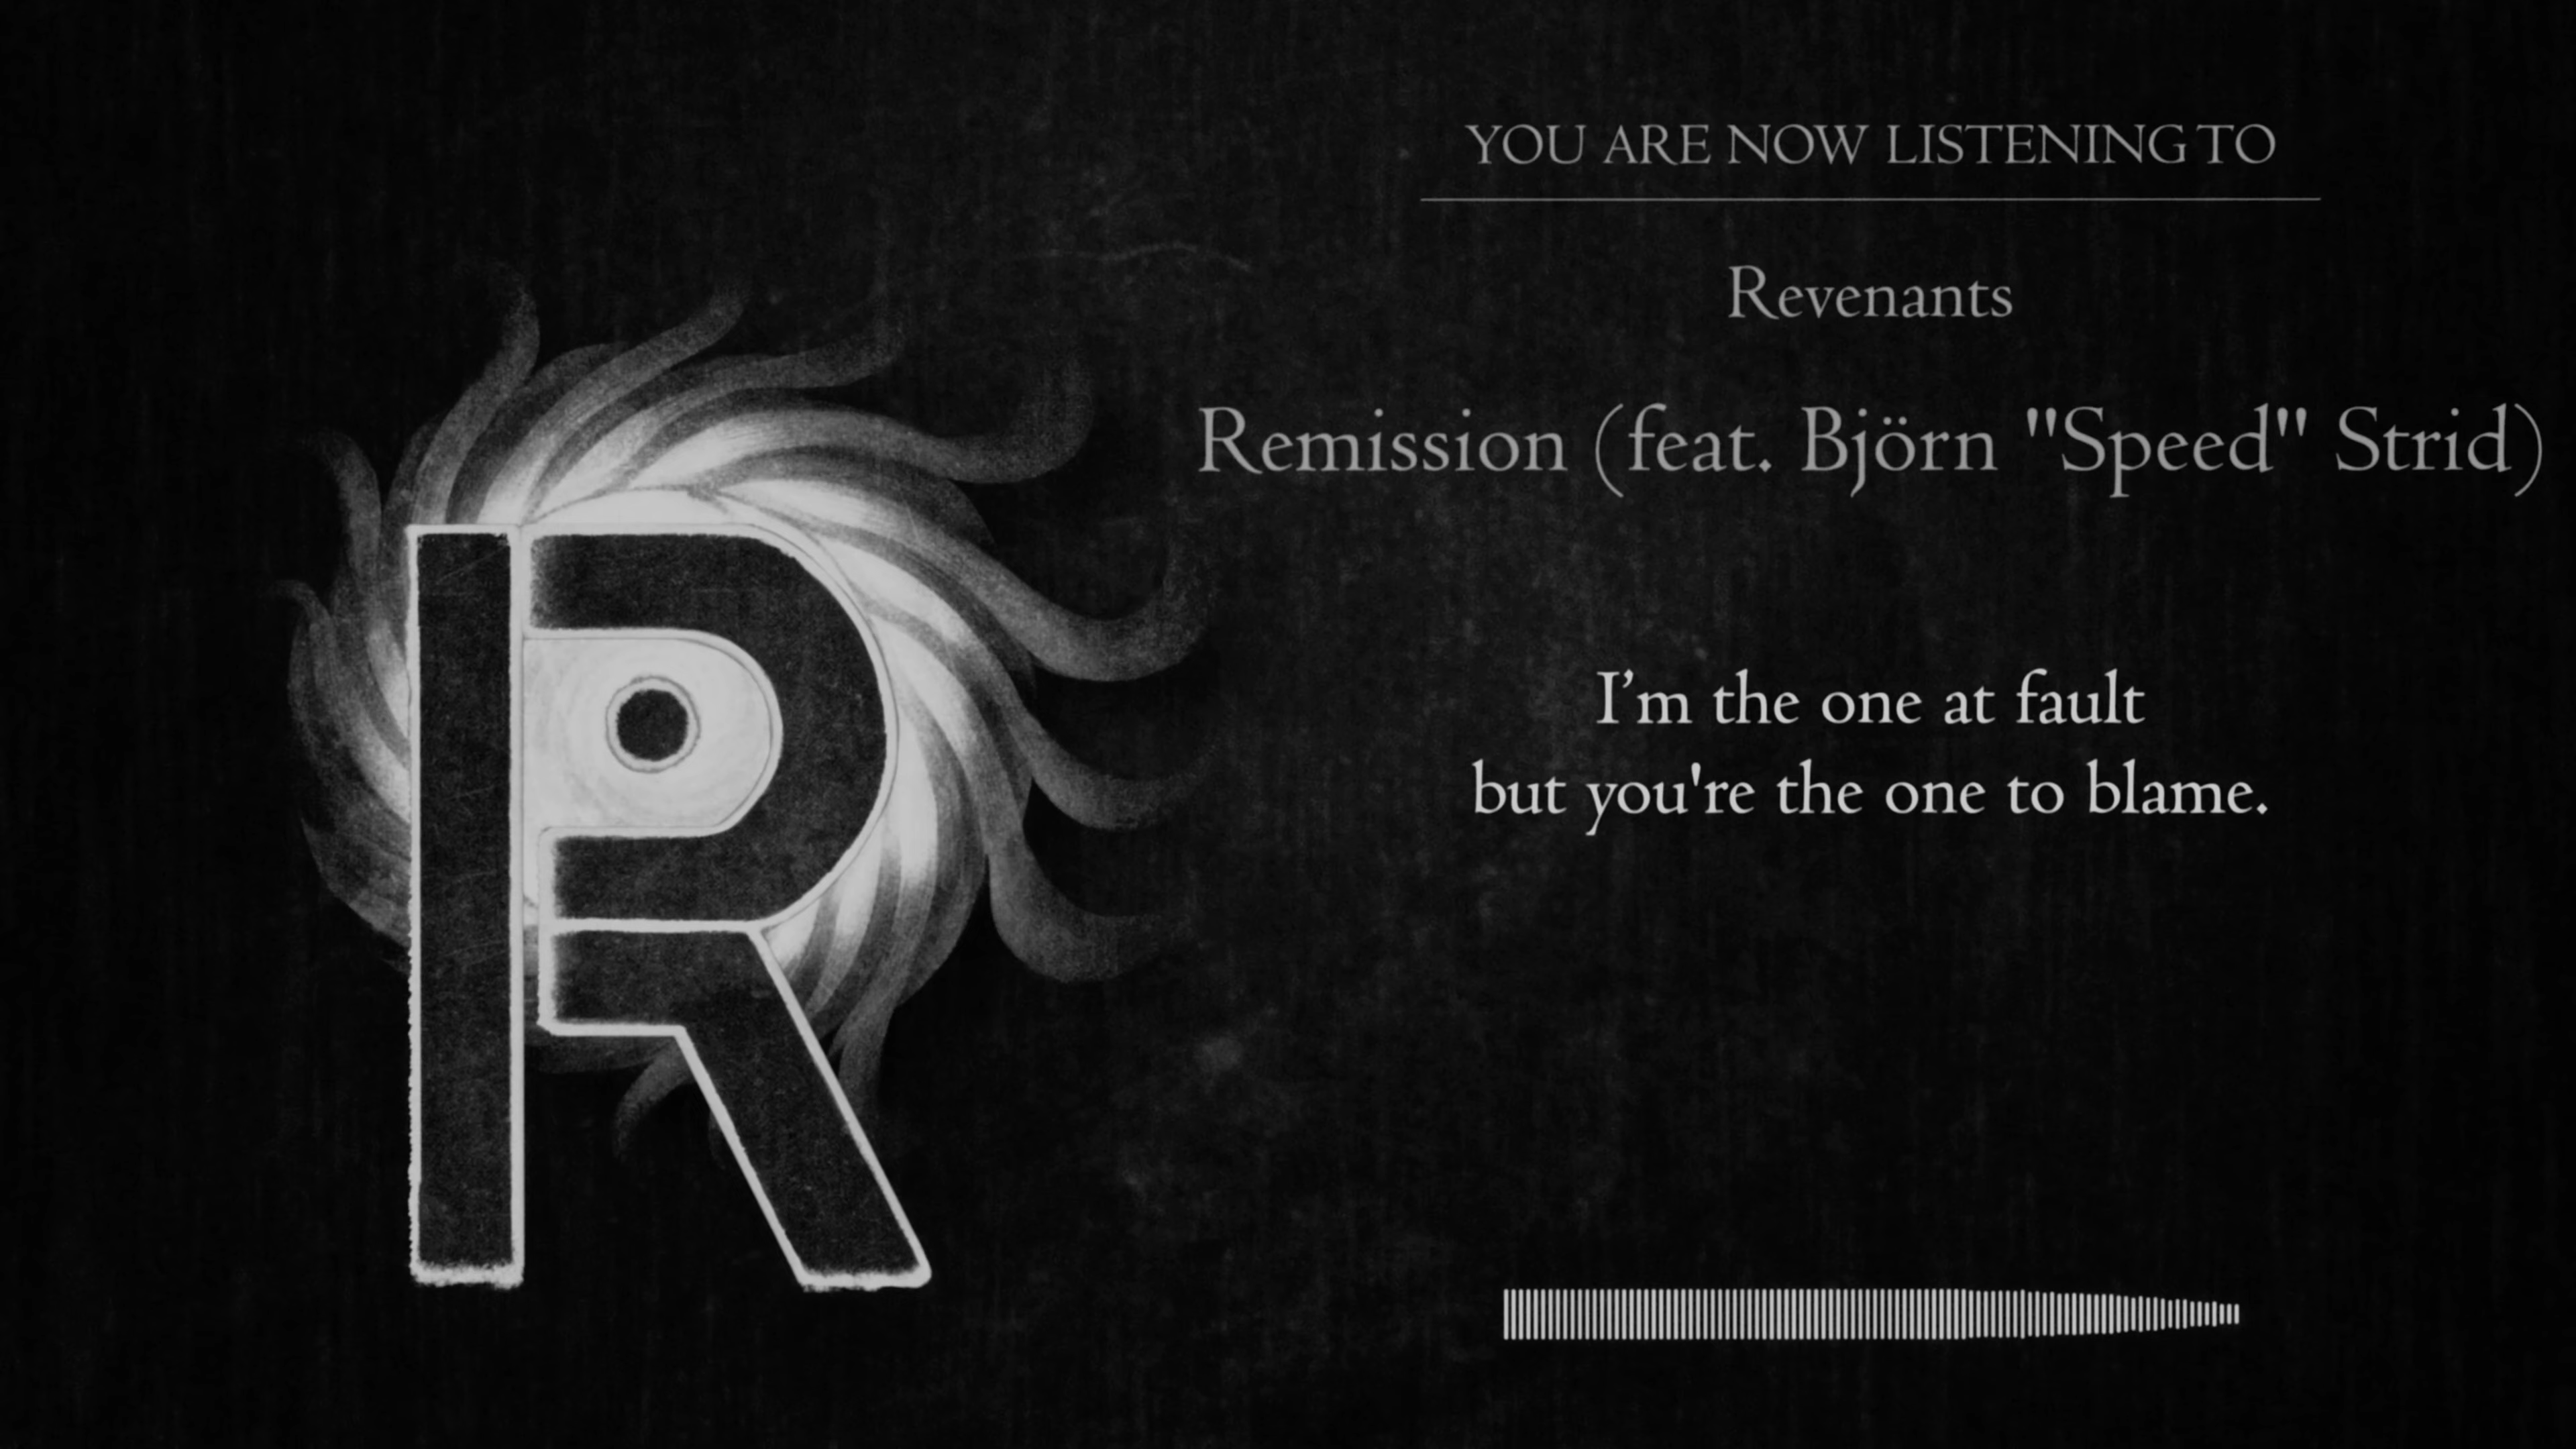 YOU ARE NOW LISTENING TO
Revenants
Remission (feat. Björn "Speed" Strid)
I’m the one at fault
but you're the one to blame.
R